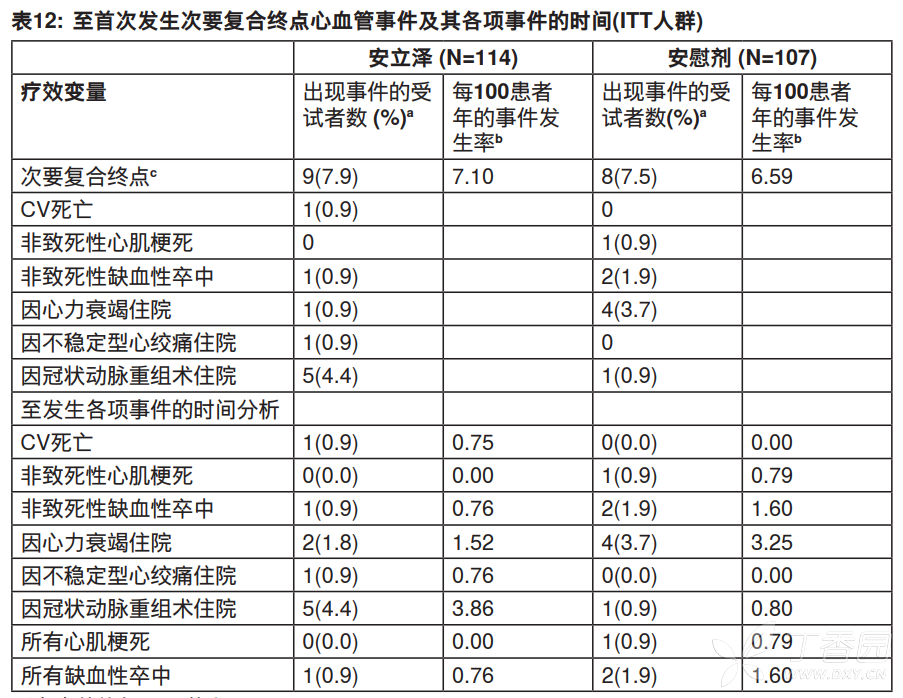 表12: 至首次发生次要复合终点心血管事件及其各项事件的时间(ITT人群)
安立泽 (N=114) 安慰剂 (N=107)
疗效变量 出现事件的受试者数 (%)ᵃ 每100患者年的事件发生率ᵇ 出现事件的受试者数(%)ᵃ 每100患者年的事件发生率ᵇ
次要复合终点ᶜ 9(7.9) 7.10 8(7.5) 6.59
CV死亡 1(0.9) 0
非致死性心肌梗死 0 1(0.9)
非致死性缺血性卒中 1(0.9) 2(1.9)
因心力衰竭住院 1(0.9) 4(3.7)
因不稳定型心绞痛住院 1(0.9) 0
因冠状动脉重组术住院 5(4.4) 1(0.9)
至发生各项事件的时间分析
CV死亡 1(0.9) 0.75 0(0.0) 0.00
非致死性心肌梗死 0(0.0) 0.00 1(0.9) 0.79
非致死性缺血性卒中 1(0.9) 0.76 2(1.9) 1.60
因心力衰竭住院 2(1.8) 1.52 4(3.7) 3.25
因不稳定型心绞痛住院 1(0.9) 0.76 0(0.0) 0.00
因冠状动脉重组术住院 5(4.4) 3.86 1(0.9) 0.80
所有心肌梗死 0(0.0) 0.00 1(0.9) 0.79
所有缺血性卒中 1(0.9) 0.76 2(1.9) 1.60
丁香园
WWW.DXY.CN